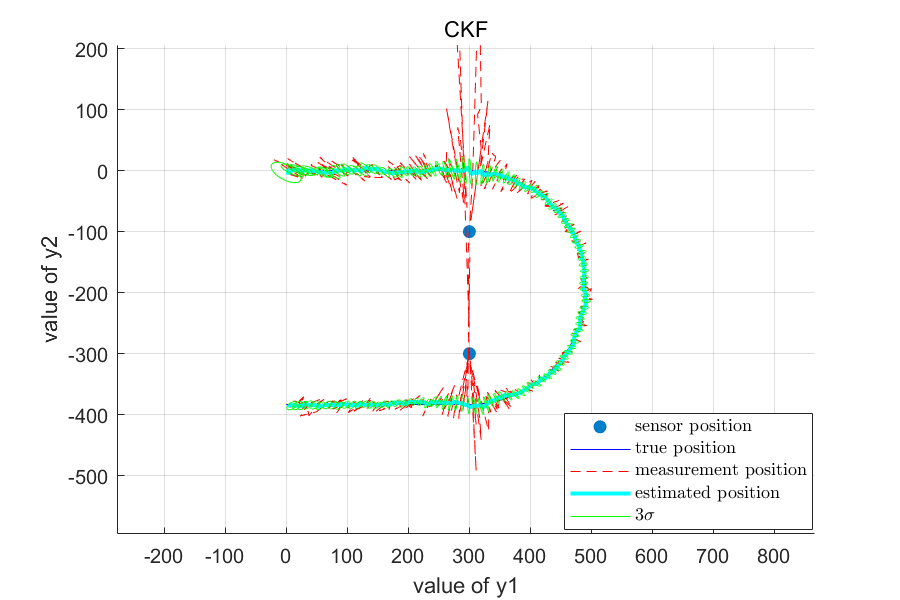 CKF
200
100
0
-100
-200
-300
-400
-500
value of y2
sensor position
true position
measurement position
estimated position
3σ
-200 -100 0 100 200 300 400 500 600 700 800
value of y1